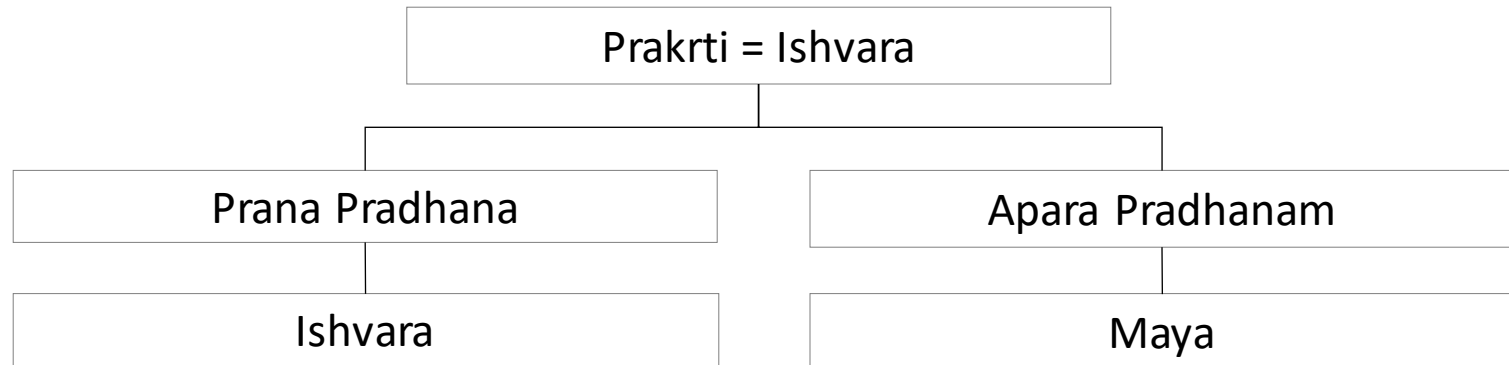 Prakrti = Ishvara
Prana Pradhana
Apara Pradhanam
Ishvara
Maya